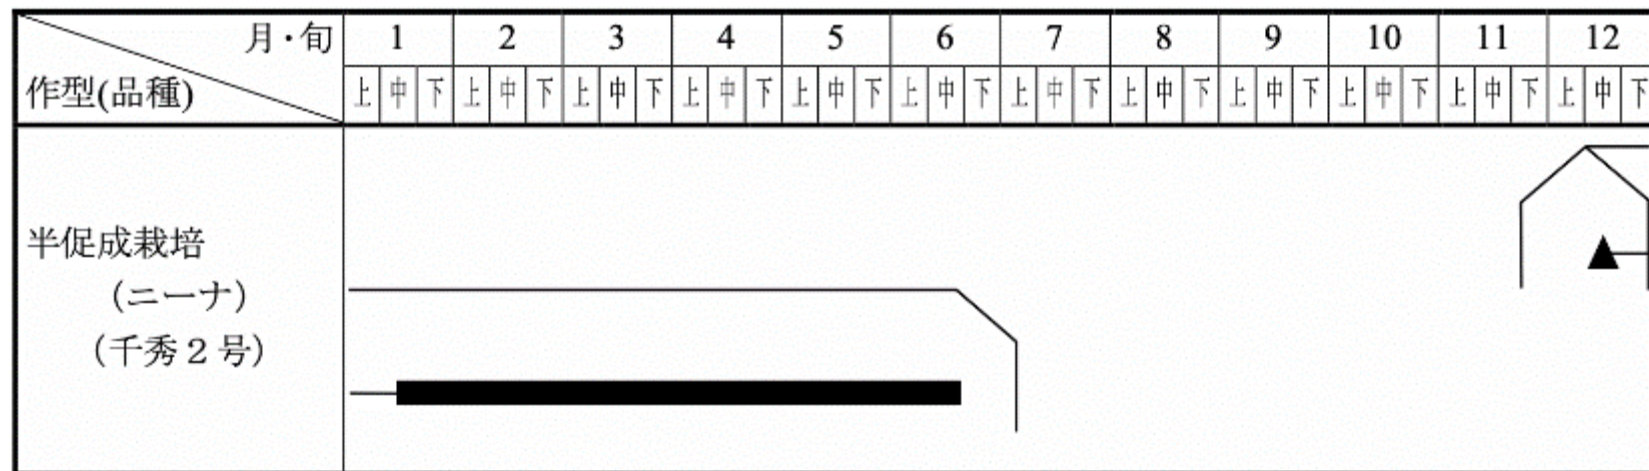 月・旬 1 2 3 4 5 6 7 8 9 10 11 12
作型(品種) 上 中 下 上 中 下 上 中 下 上 中 下 上 中 下 上 中 下 上 中 下 上 中 下 上 中 下 上 中 下 上 中 下 上 中 下
半促成栽培
（ニーナ）
（千秀２号）